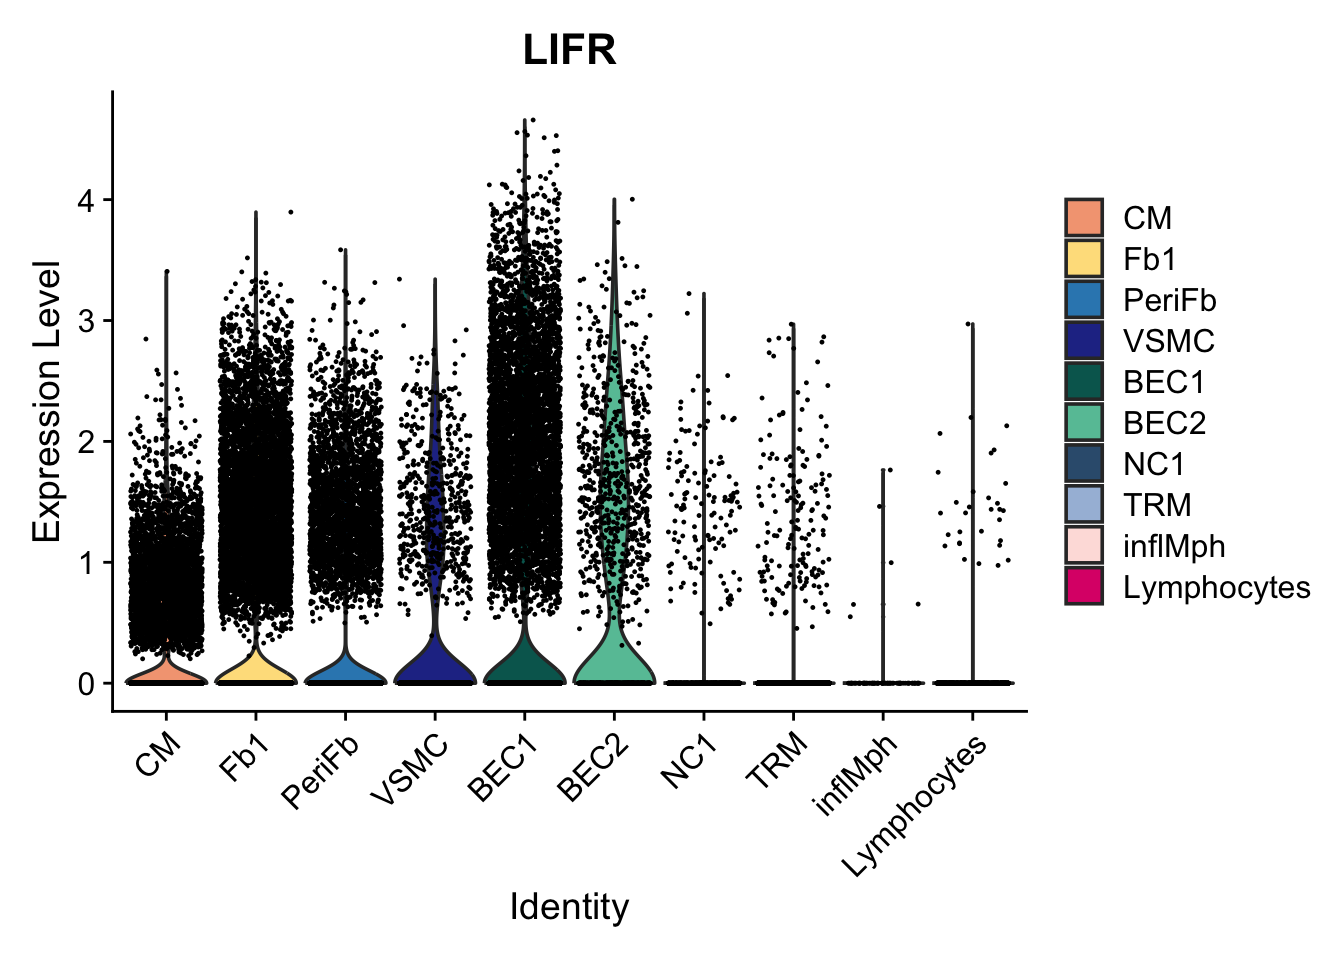 LIFR
Expression Level
4
3
2
1
0
CM
Fb1
PeriFb
VSMC
BEC1
BEC2
NC1
TRM
inflMph
Lymphocytes
Identity
CM
Fb1
PeriFb
VSMC
BEC1
BEC2
NC1
TRM
inflMph
Lymphocytes